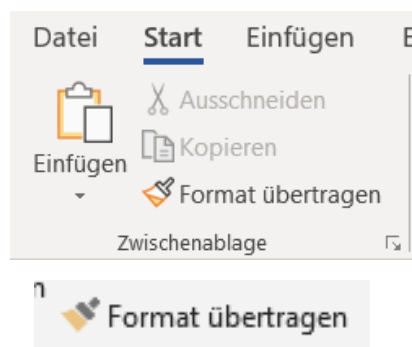 Datei Start Einfügen E
Ausschneiden
Kopieren
Einfügen
Format übertragen
Zwischenablage
n
Format übertragen